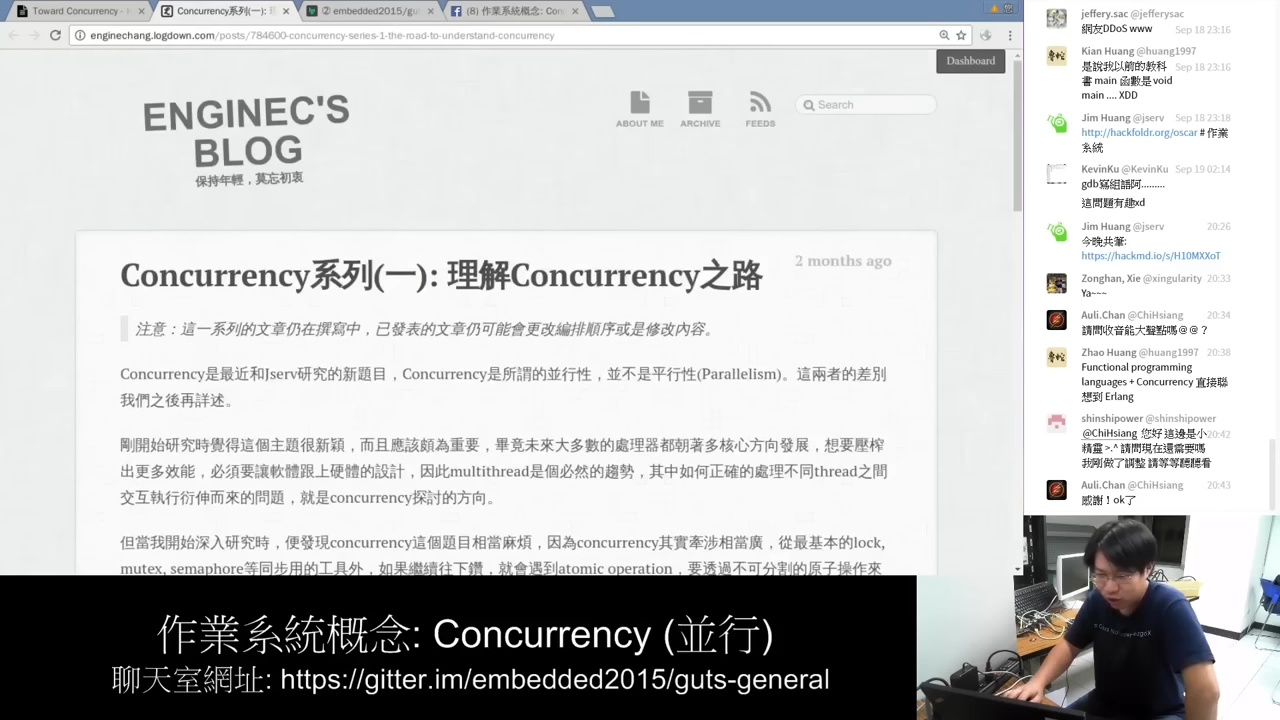 Toward Concurrency - H
Concurrency系列(一): 理
② embedded2015/gut
(8) 作業系統概念: Con
enginechang.logdown.com/posts/784600-concurrency-series-1-the-road-to-understand-concurrency
Dashboard
ENGINEC'S
BLOG
保持年輕，莫忘初衷
ABOUT ME
ARCHIVE
FEEDS
Search
Concurrency系列(一): 理解Concurrency之路
2 months ago
注意：這一系列的文章仍在撰寫中，已發表的文章仍可能會更改編排順序或是修改內容。
Concurrency是最近和Jserv研究的新題目，Concurrency是所謂的並行性，並不是平行性(Parallelism)。這兩者的差別
我們之後再詳述。
剛開始研究時覺得這個主題很新穎，而且應該頗為重要，畢竟未來大多數的處理器都朝著多核心方向發展，想要壓榨
出更多效能，必須要讓軟體跟上硬體的設計，因此multithread是個必然的趨勢，其中如何正確的處理不同thread之間
交互執行衍伸而來的問題，就是concurrency探討的方向。
但當我開始深入研究時，便發現concurrency這個題目相當麻煩，因為concurrency其實牽涉相當廣，從最基本的lock,
mutex, semaphore等同步用的工具外，如果繼續往下鑽，就會遇到atomic operation，要透過不可分割的原子操作來
jeffery.sac @jefferysac
網友DDoS www
Sep 18 23:16
Kian Huang @huang1997
是說我以前的教科
Sep 18 23:16
書 main 函數是 void
main .... XDD
Jim Huang @jserv
Sep 18 23:18
http://hackfoldr.org/oscar # 作業
系統
KevinKu @KevinKu
Sep 19 02:14
gdb寫組語阿.........
這問題有趣xd
Jim Huang @jserv
20:26
今晚共筆:
https://hackmd.io/s/H10MXXoT
Zonghan, Xie @xingularity
20:33
Ya~~~
Auli.Chan @ChiHsiang
20:34
請問收音能大聲點嗎@@？
Zhao Huang @huang1997
20:38
Functional programming
languages + Concurrency 直接聯
想到 Erlang
shinshipower @shinshipower
@ChiHsiang 您好 這邊是小
20:42
精靈 >.^ 請問現在還需要嗎
我剛做了調整 請等等聽聽看
Auli.Chan @ChiHsiang
20:43
感謝！ok了
作業系統概念: Concurrency (並行)
聊天室網址: https://gitter.im/embedded2015/guts-general